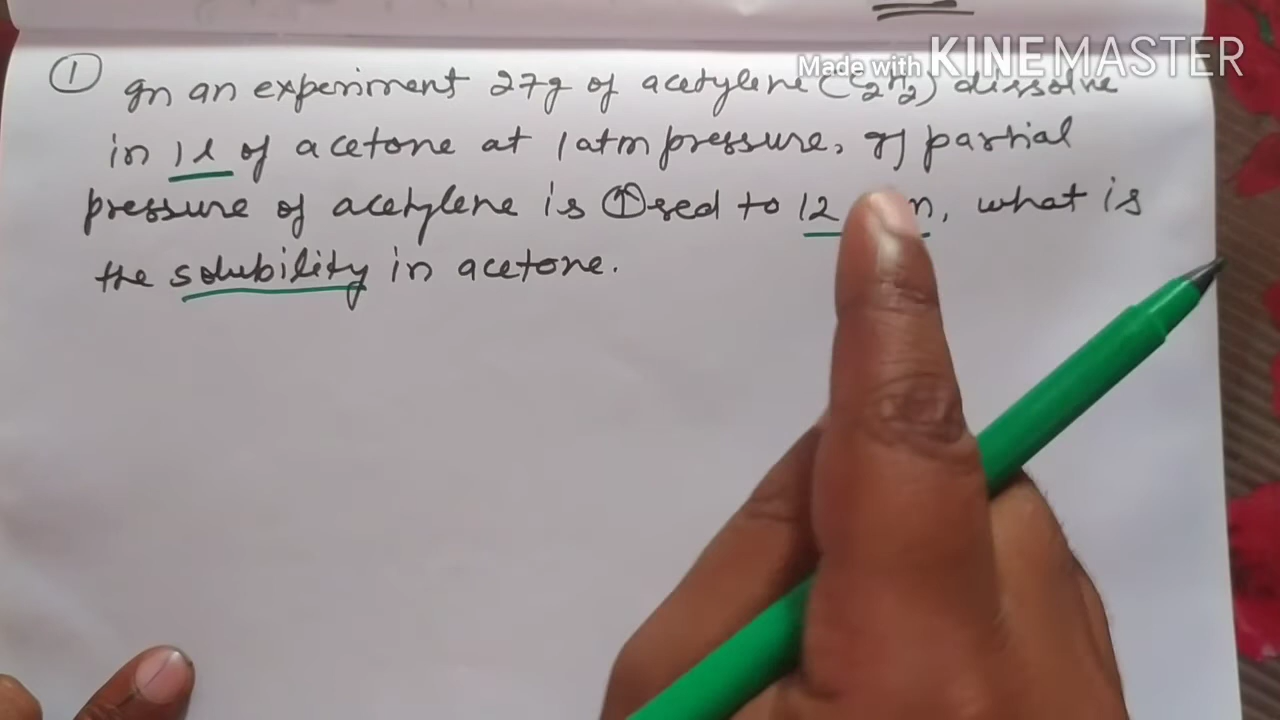 Made with KINEMASTER
① In an experiment 27g of acetylene (C2H2) dissolve
in 1l of acetone at 1atm pressure, If partial
pressure of acetylene is ↑sed to 12 , what is
the solubility in acetone.